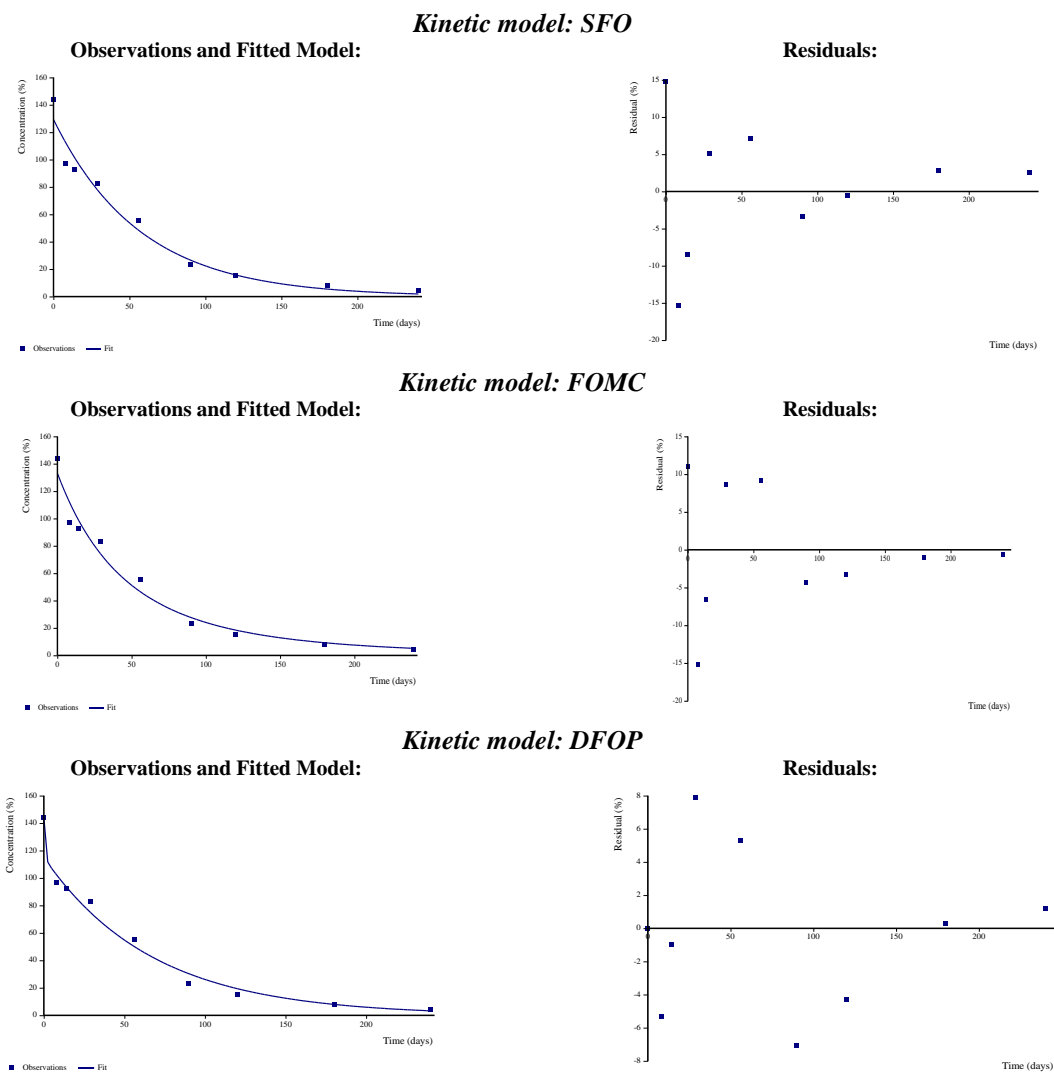 Kinetic model: SFO
Observations and Fitted Model:
Residuals:
Concentration (%)
160
140
120
100
80
60
40
20
0
0 50 100 150 200
Time (days)
Observations Fit
Residual (%)
15
10
5
0
-5
-10
-15
-20
0 50 100 150 200
Time (days)
Kinetic model: FOMC
Observations and Fitted Model:
Residuals:
Concentration (%)
160
140
120
100
80
60
40
20
0
0 50 100 150 200
Time (days)
Observations Fit
Residual (%)
15
10
5
0
-5
-10
-15
-20
0 50 100 150 200
Time (days)
Kinetic model: DFOP
Observations and Fitted Model:
Residuals:
Concentration (%)
160
140
120
100
80
60
40
20
0
0 50 100 150 200
Time (days)
Observations Fit
Residual (%)
8
6
4
2
0
-2
-4
-6
-8
0 50 100 150 200
Time (days)